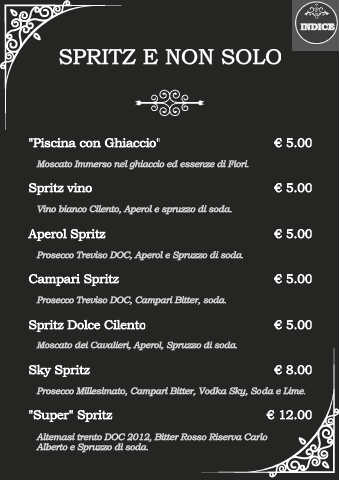 INDICE
SPRITZ E NON SOLO
"Piscina con Ghiaccio" € 5.00
Moscato Immerso nel ghiaccio ed essenze di Fiori.
Spritz vino € 5.00
Vino bianco Cilento, Aperol e spruzzo di soda.
Aperol Spritz € 5.00
Prosecco Treviso DOC, Aperol e Spruzzo di soda.
Campari Spritz € 5.00
Prosecco Treviso DOC, Campari Bitter, soda.
Spritz Dolce Cilento € 5.00
Moscato dei Cavalieri, Aperol, Spruzzo di soda.
Sky Spritz € 8.00
Prosecco Millesimato, Campari Bitter, Vodka Sky, Soda e Lime.
"Super" Spritz € 12.00
Altemasi trento DOC 2012, Bitter Rosso Riserva Carlo
Alberto e Spruzzo di soda.